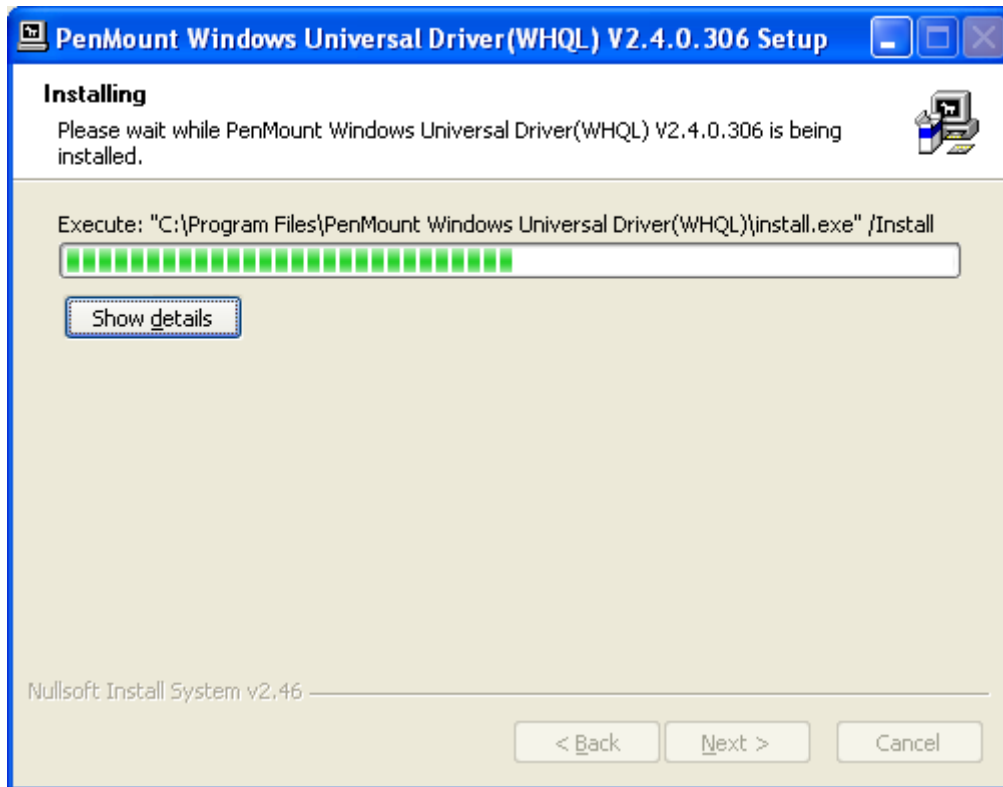 PenMount Windows Universal Driver(WHQL) V2.4.0.306 Setup
Installing
Please wait while PenMount Windows Universal Driver(WHQL) V2.4.0.306 is being
installed.
Execute: "C:\Program Files\PenMount Windows Universal Driver(WHQL)\install.exe" /Install
Show details
Nullsoft Install System v2.46
< Back Next > Cancel